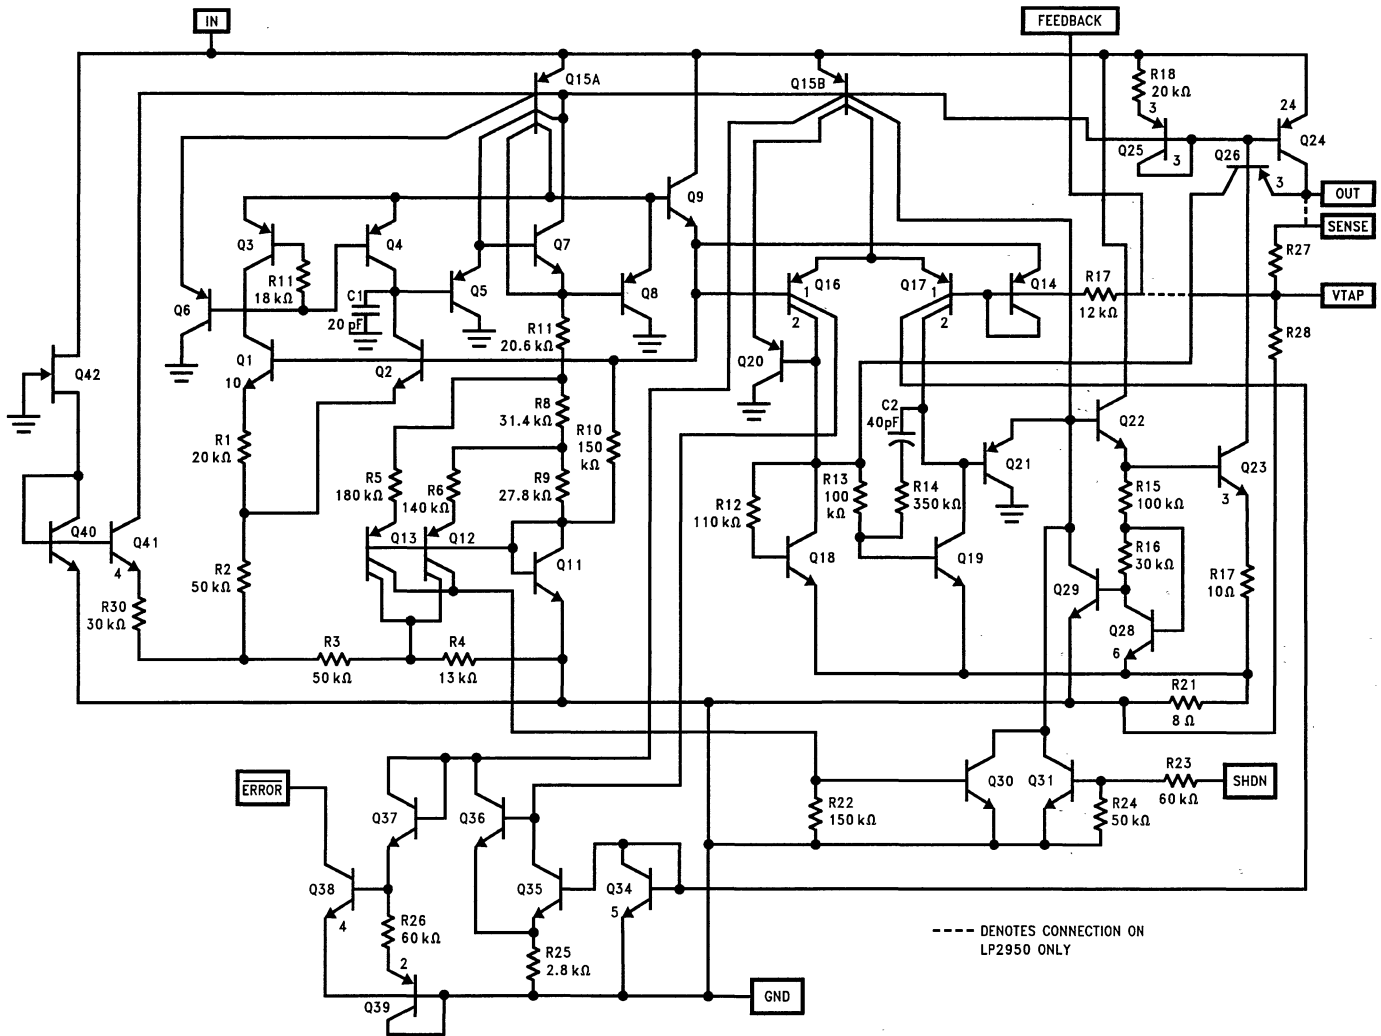 IN
FEEDBACK
Q15A
Q15B
R18
20 kΩ
3
24
Q25
3
Q24
Q26
3
OUT
SENSE
Q9
Q3
Q4
Q7
R11
18 kΩ
C1
20 pF
Q6
Q5
Q8
Q16
1
2
Q17
1
2
Q14
R17
12 kΩ
R27
VTAP
R28
R11
20.6 kΩ
Q1
10
Q2
Q20
Q42
R8
31.4 kΩ
R10
150
kΩ
C2
40pF
Q22
R1
20 kΩ
R5
180 kΩ
R6
140 kΩ
R9
27.8 kΩ
R12
110 kΩ
R13
100
kΩ
R14
350 kΩ
Q21
R15
100 kΩ
Q23
3
Q40
Q41
4
Q13
Q12
Q11
Q18
Q19
R16
30 kΩ
Q29
R17
10Ω
R2
50 kΩ
R30
30 kΩ
Q28
6
R3
50 kΩ
R4
13 kΩ
R21
8 Ω
ERROR
Q37
Q36
R22
150 kΩ
Q30
Q31
R23
60 kΩ
SHDN
R24
50 kΩ
Q38
4
Q35
Q34
5
R26
60 kΩ
R25
2.8 kΩ
2
Q39
GND
---- DENOTES CONNECTION ON
LP2950 ONLY